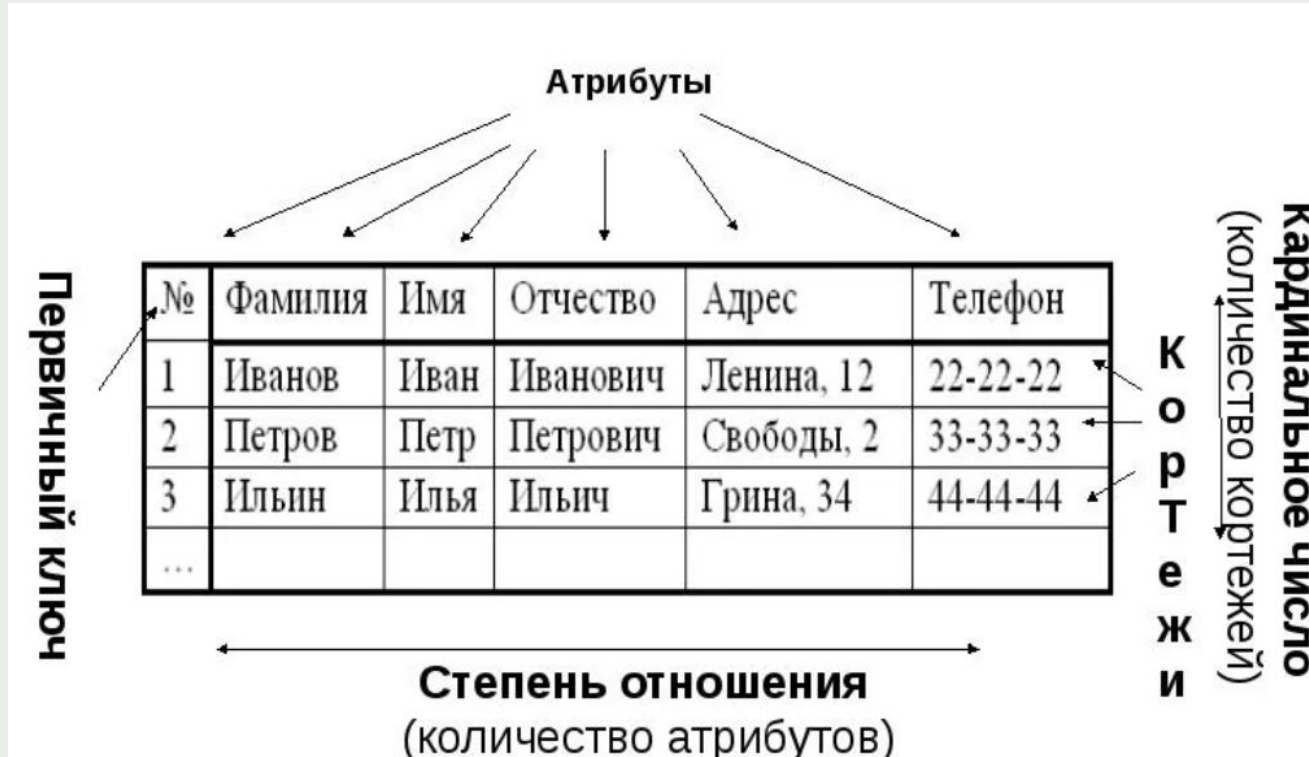 Атрибуты
Первичный ключ
№ Фамилия Имя Отчество Адрес Телефон
1 Иванов Иван Иванович Ленина, 12 22-22-22
2 Петров Петр Петрович Свободы, 2 33-33-33
3 Ильин Илья Ильич Грина, 34 44-44-44
...
Кортежи
Кардинальное число
(количество кортежей)
Степень отношения
(количество атрибутов)